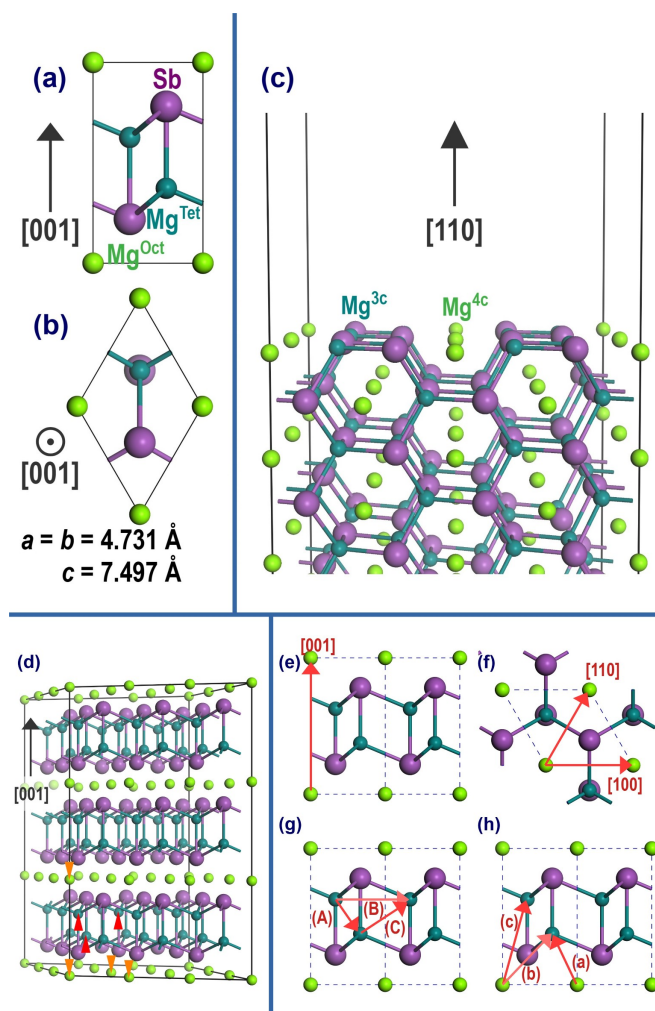 (a)
Sb
[001]
Mg^Tet
Mg^Oct
(b)
[001]
a = b = 4.731 Å
c = 7.497 Å
(c)
[110]
Mg^3c
Mg^4c
(d)
[001]
(e)
[001]
(f)
[110]
[100]
(g)
(A)
(B)
(C)
(h)
(c)
(b)
(a)